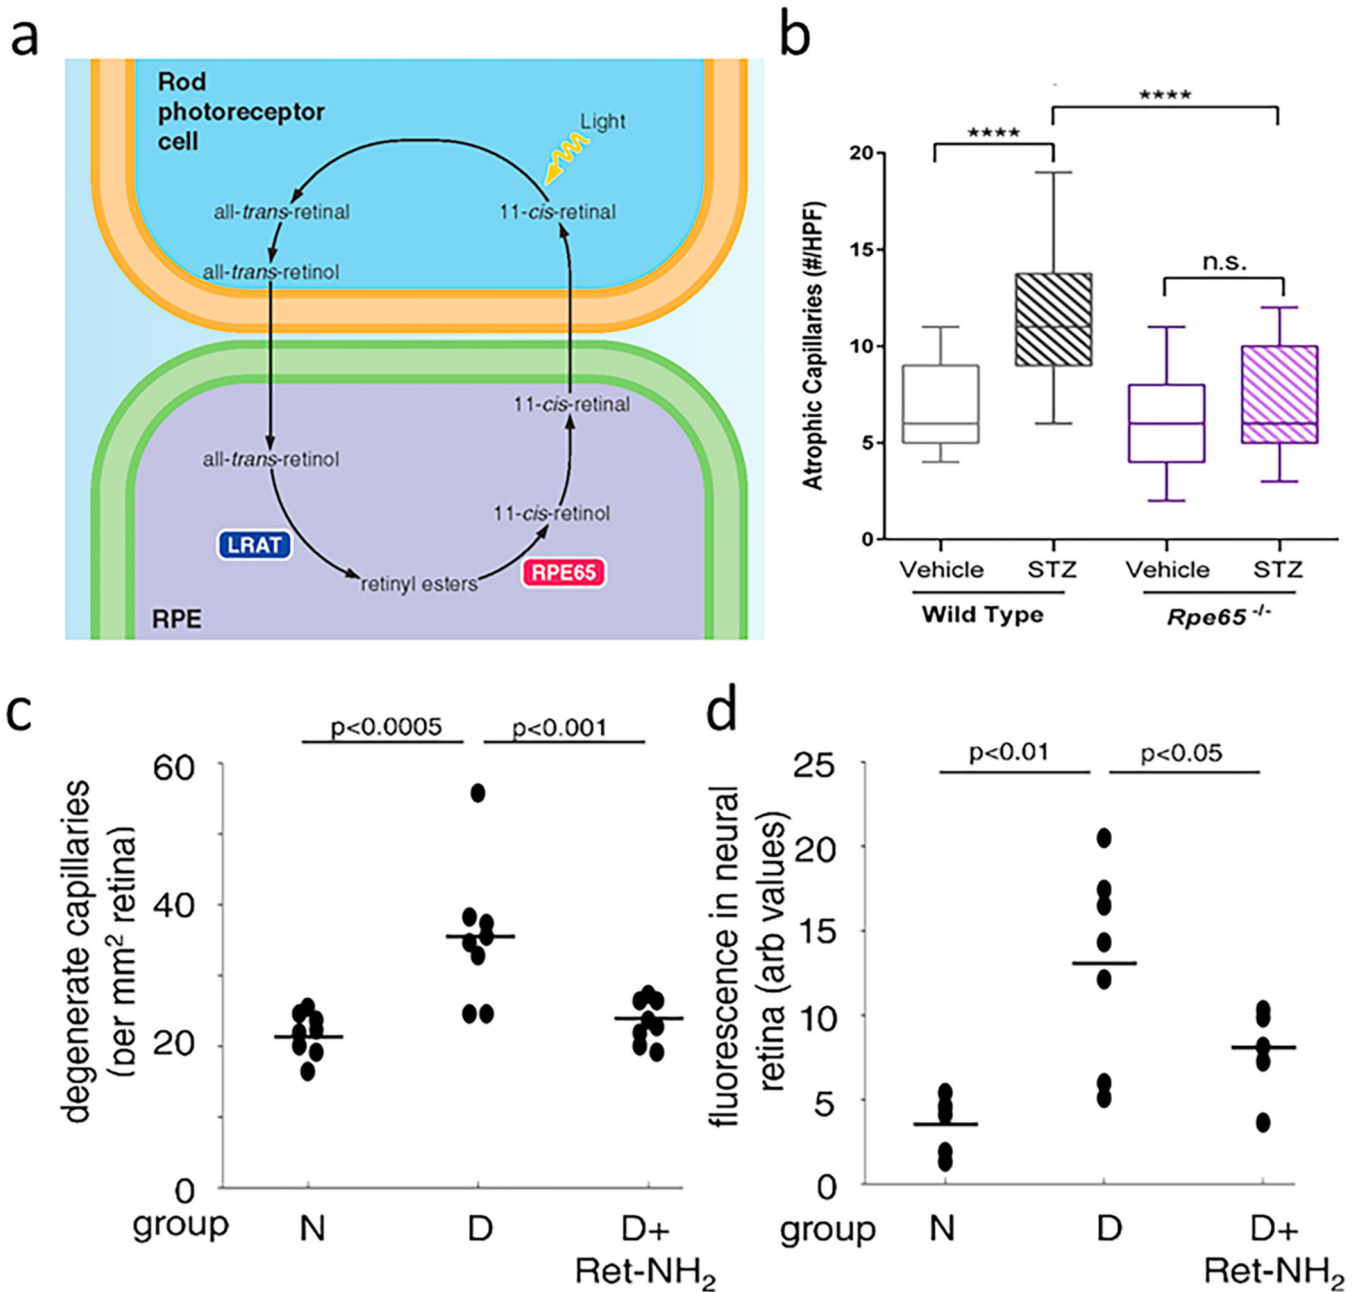 a
Rod
photoreceptor
cell
Light
all-trans-retinal
11-cis-retinal
all-trans-retinol
11-cis-retinal
all-trans-retinol
11-cis-retinol
LRAT
retinyl esters
RPE65
RPE
b
****
****
n.s.
Atrophic Capillaries (#/HPF)
20
15
10
5
0
Vehicle
STZ
Vehicle
STZ
Wild Type
Rpe65 -/-
c
p<0.0005
p<0.001
degenerate capillaries
(per mm² retina)
60
40
20
0
group
N
D
D+
Ret-NH₂
d
p<0.01
p<0.05
fluorescence in neural
retina (arb values)
25
20
15
10
5
0
group
N
D
D+
Ret-NH₂